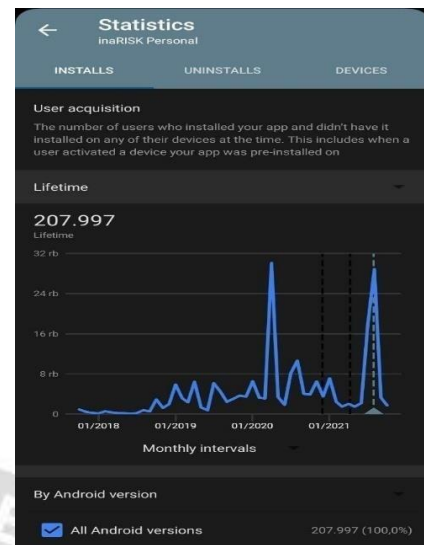 Statistics
inaRISK Personal
INSTALLS UNINSTALLS DEVICES
User acquisition
The number of users who installed your app and didn't have it
installed on any of their devices at the time. This includes when a
user activated a device your app was pre-installed on
Lifetime
207.997
Lifetime
32 rb
24 rb
16 rb
8 rb
0
01/2018 01/2019 01/2020 01/2021
Monthly intervals
By Android version
All Android versions 207.997 (100,0%)